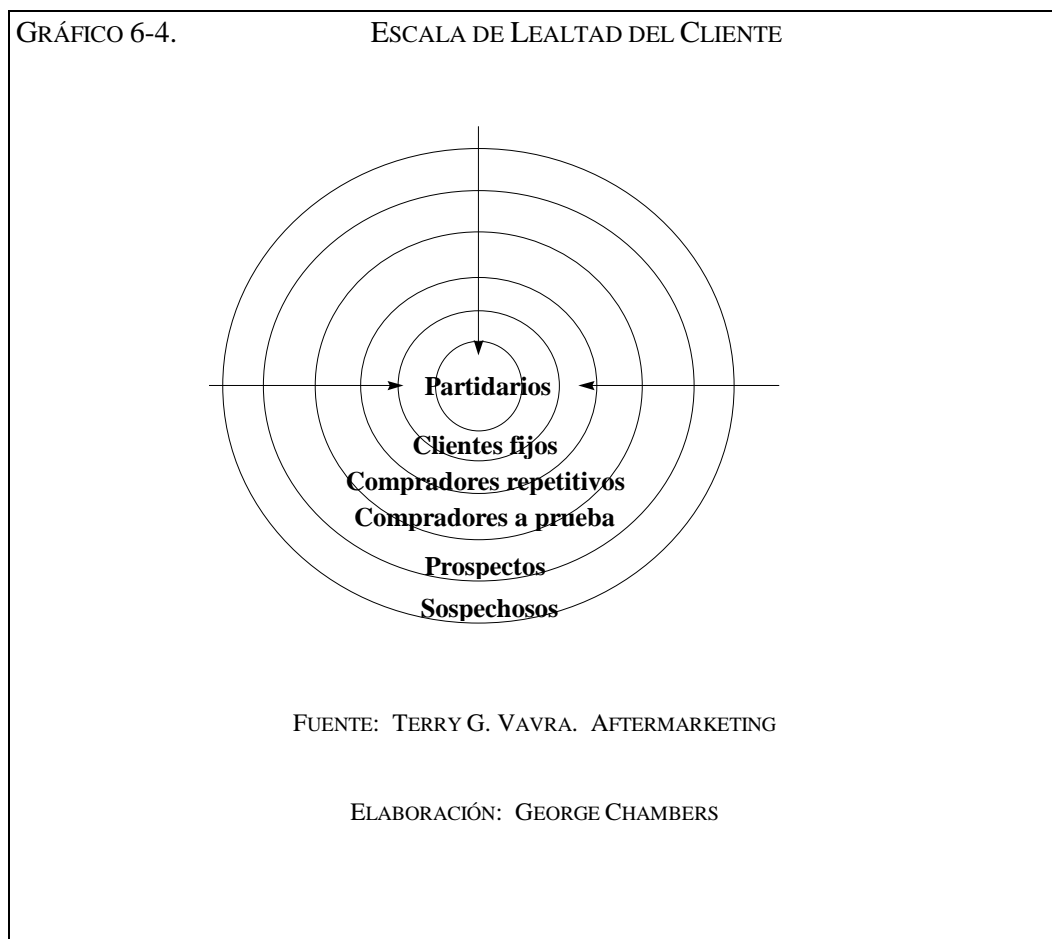 GRÁFICO 6-4. ESCALA DE LEALTAD DEL CLIENTE
Partidarios
Clientes fijos
Compradores repetitivos
Compradores a prueba
Prospectos
Sospechosos
FUENTE: TERRY G. VAVRA. AFTERMARKETING
ELABORACIÓN: GEORGE CHAMBERS